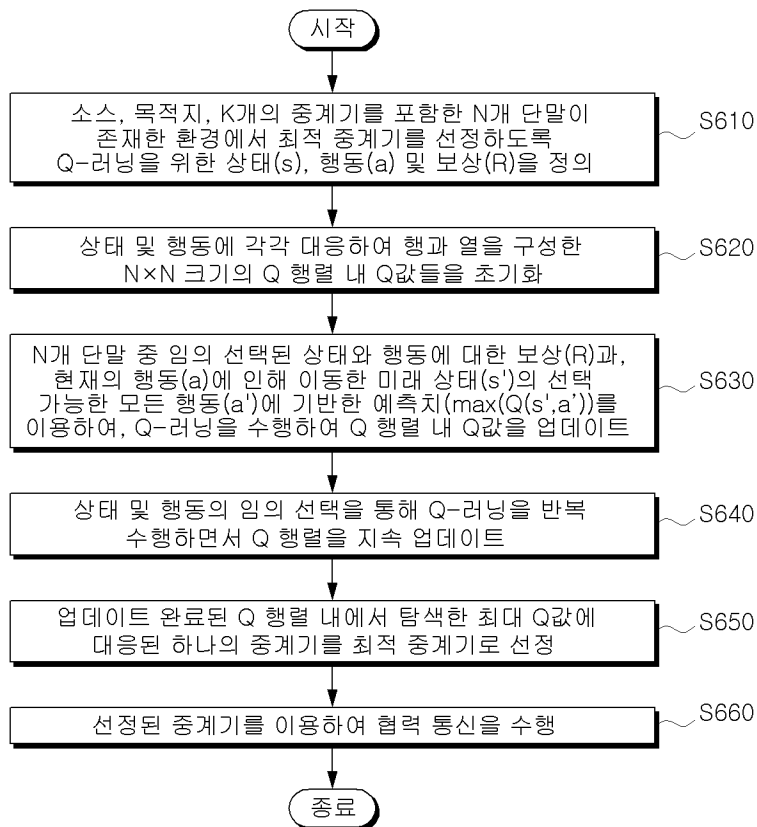 시작
소스, 목적지, K개의 중계기를 포함한 N개 단말이
존재한 환경에서 최적 중계기를 선정하도록
Q-러닝을 위한 상태(s), 행동(a) 및 보상(R)을 정의
S610
상태 및 행동에 각각 대응하여 행과 열을 구성한
N×N 크기의 Q 행렬 내 Q값들을 초기화
S620
N개 단말 중 임의 선택된 상태와 행동에 대한 보상(R)과,
현재의 행동(a)에 인해 이동한 미래 상태(s')의 선택
가능한 모든 행동(a')에 기반한 예측치(max(Q(s',a'))를
이용하여, Q-러닝을 수행하여 Q 행렬 내 Q값을 업데이트
S630
상태 및 행동의 임의 선택을 통해 Q-러닝을 반복
수행하면서 Q 행렬을 지속 업데이트
S640
업데이트 완료된 Q 행렬 내에서 탐색한 최대 Q값에
대응된 하나의 중계기를 최적 중계기로 선정
S650
선정된 중계기를 이용하여 협력 통신을 수행
S660
종료